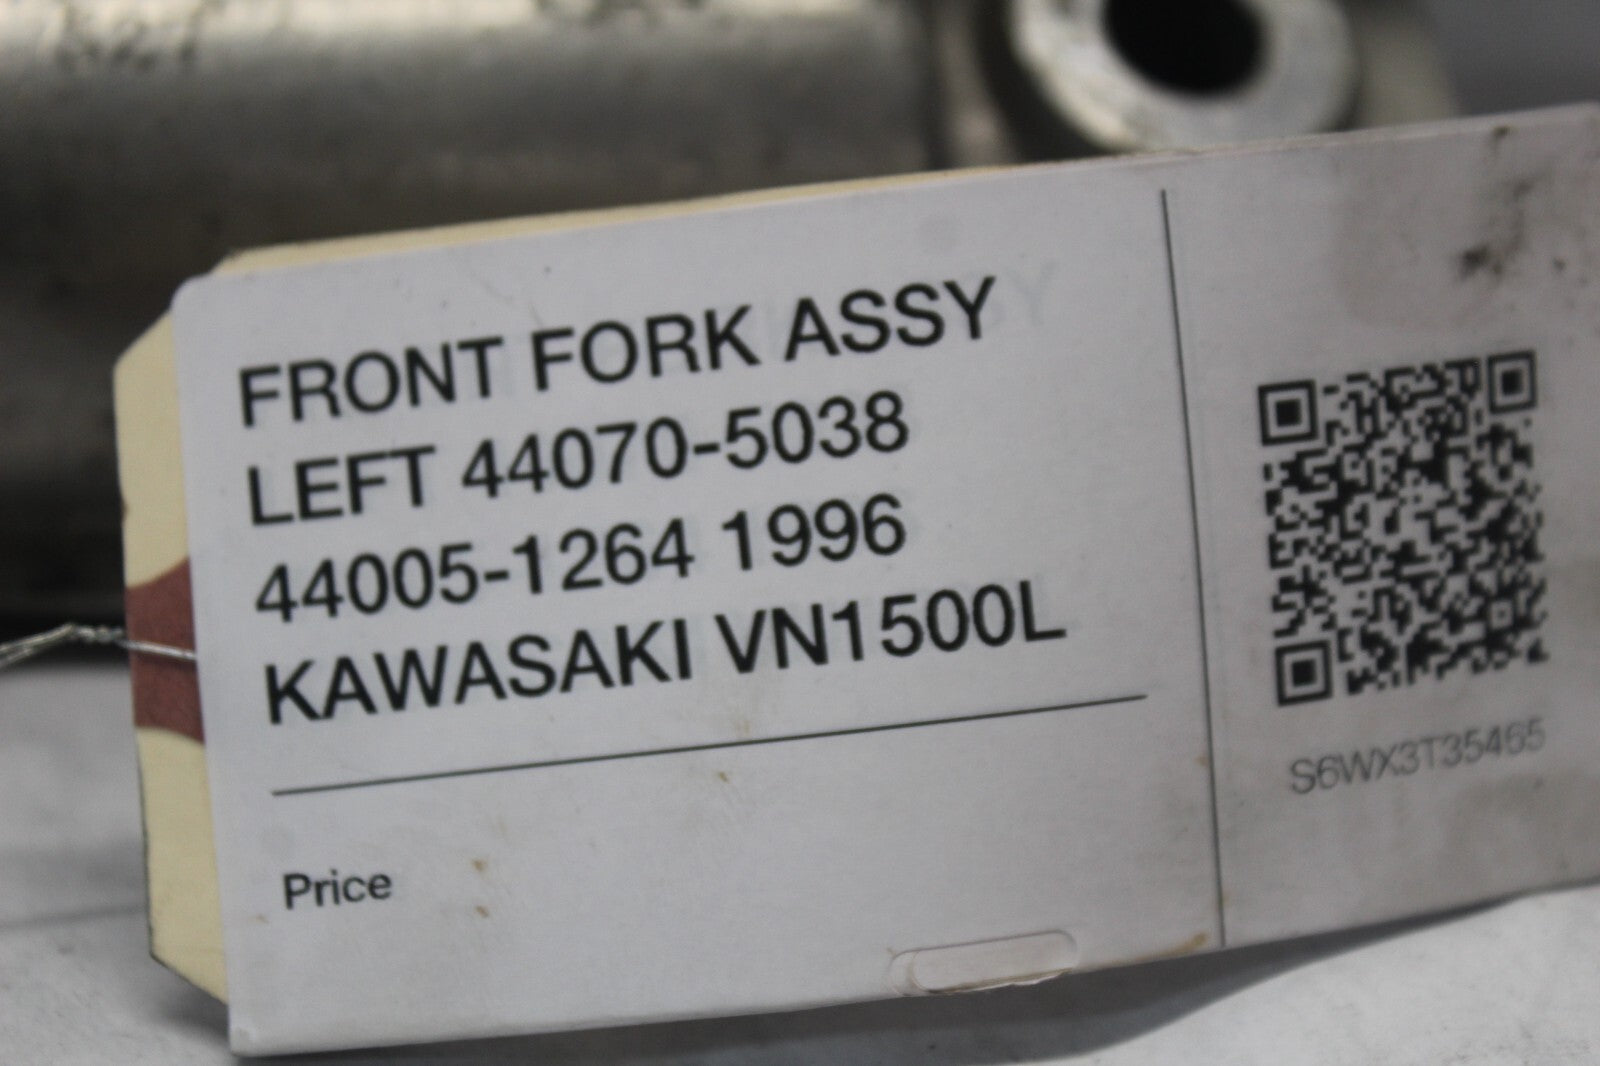 FRONT FORK ASSY
LEFT 44070-5038
44005-1264 1996
KAWASAKI VN1500L
Price
S6WX3T35465